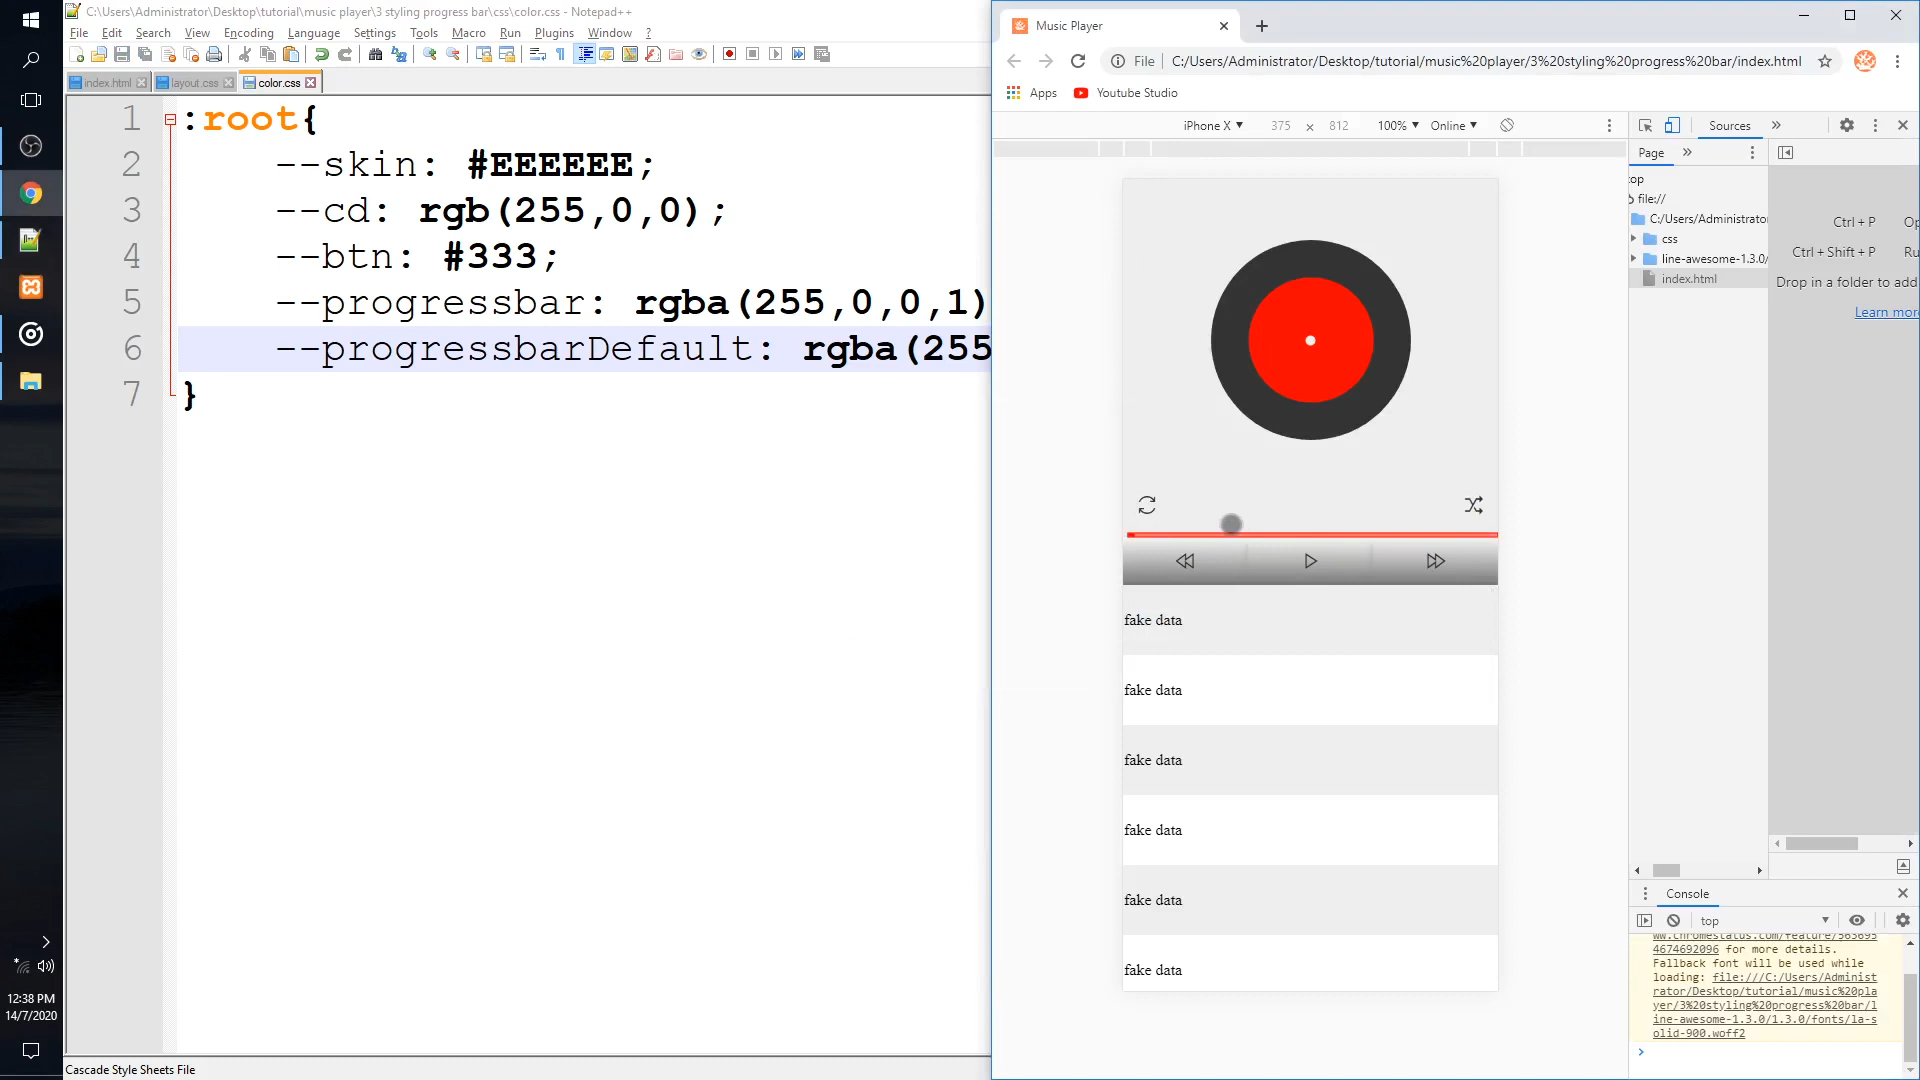 C:\Users\Administrator\Desktop\tutorial\music player\3 styling progress bar\css\color.css - Notepad++
File Edit Search View Encoding Language Settings Tools Macro Run Plugins Window ?
index.html layout.css color.css
1 :root{
2 --skin: #EEEEEE;
3 --cd: rgb(255,0,0);
4 --btn: #333;
5 --progressbar: rgba(255,0,0,1)
6 --progressbarDefault: rgba(255
7 }
Cascade Style Sheets File
12:38 PM
14/7/2020
Music Player
File C:/Users/Administrator/Desktop/tutorial/music%20player/3%20styling%20progress%20bar/index.html
Apps Youtube Studio
iPhone X 375 x 812 100% Online
fake data
fake data
fake data
fake data
fake data
fake data
Sources
Page
top
file://
C:/Users/Administrator
css
line-awesome-1.3.0/
index.html
Ctrl + P Op
Ctrl + Shift + P Ru
Drop in a folder to add
Learn more
Console
top
ww.chromestatus.com/feature/563693
4674692096 for more details.
Fallback font will be used while
loading: file:///C:/Users/Administ
rator/Desktop/tutorial/music%20pla
yer/3%20styling%20progress%20bar/l
ine-awesome-1.3.0/1.3.0/fonts/la-s
olid-900.woff2